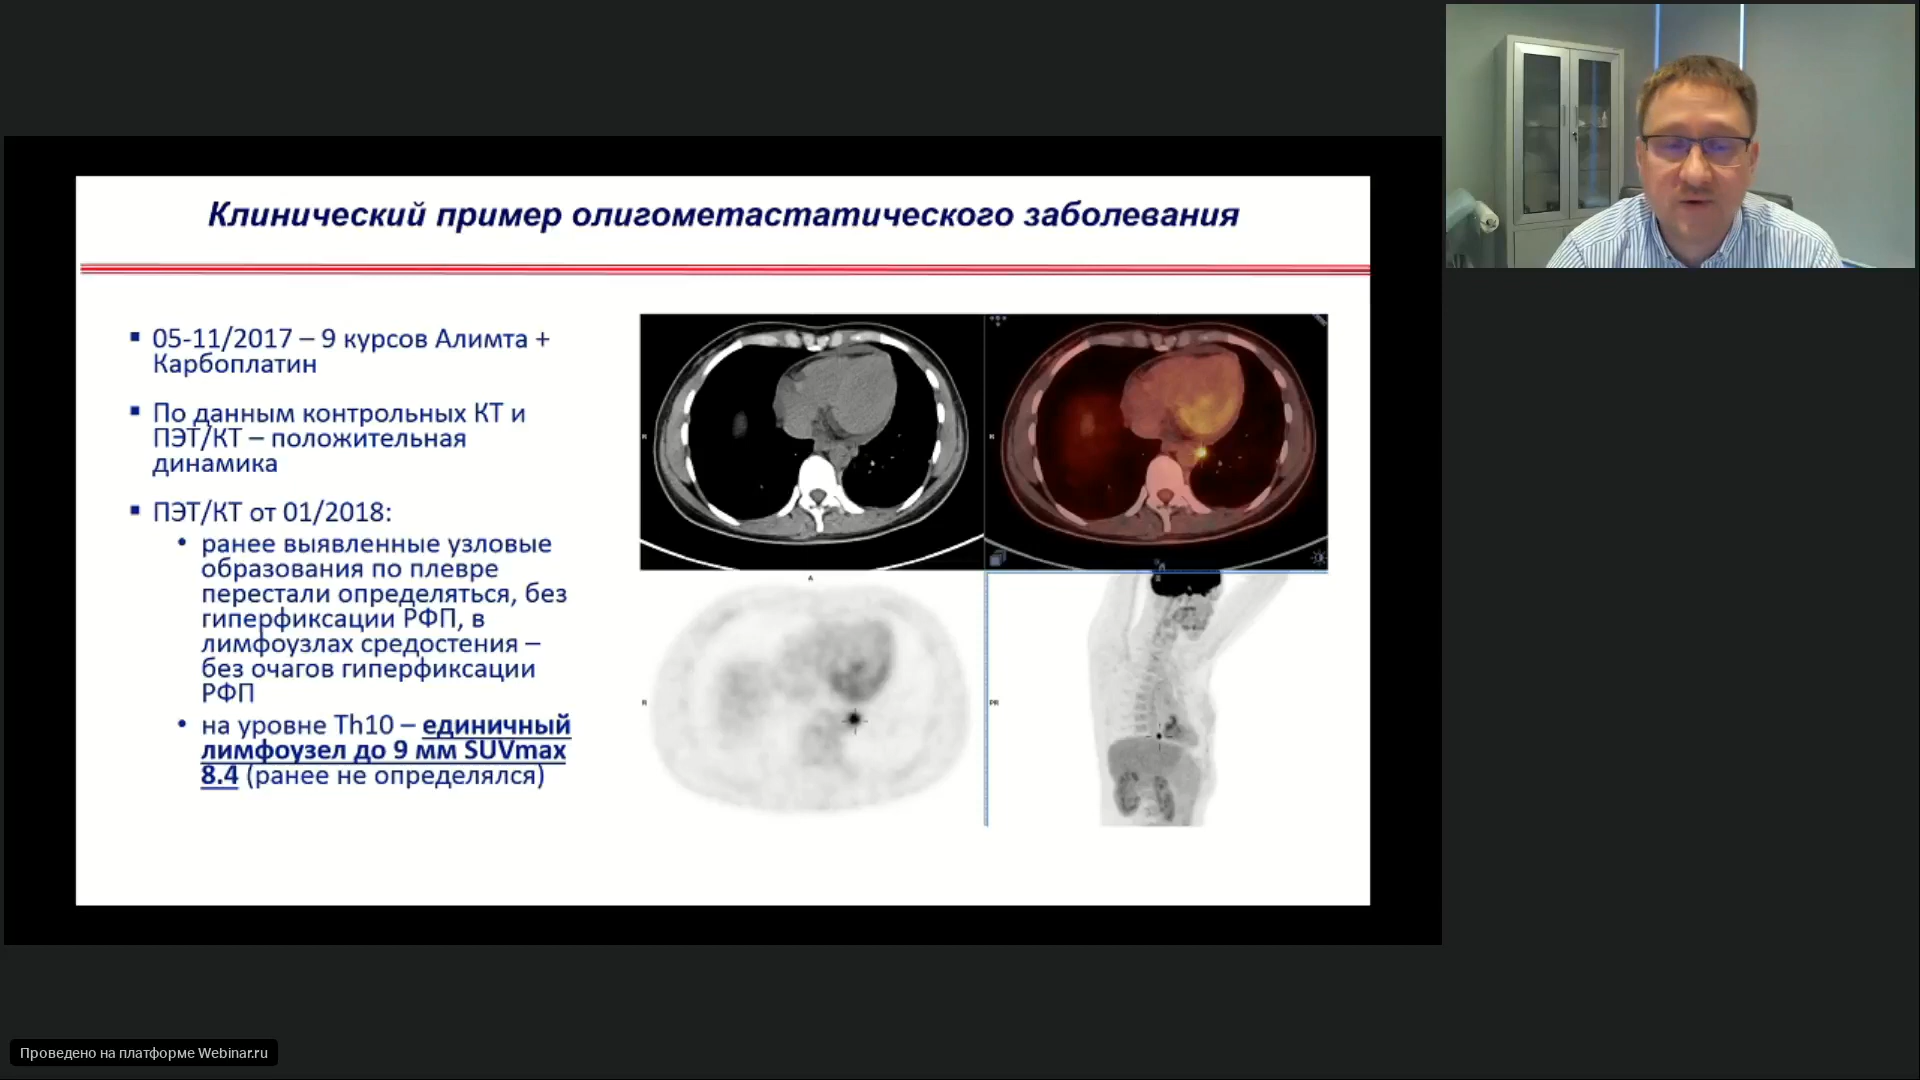 Клинический пример олигометастатического заболевания
05-11/2017 – 9 курсов Алимта +
Карбоплатин
По данным контрольных КТ и
ПЭТ/КТ – положительная
динамика
ПЭТ/КТ от 01/2018:
ранее выявленные узловые
образования по плевре
перестали определяться, без
гиперфиксации РФП, в
лимфоузлах средостения –
без очагов гиперфиксации
РФП
на уровне Th10 – единичный
лимфоузел до 9 мм SUVmax
8.4 (ранее не определялся)
R
R
A
R
PR
Проведено на платформе Webinar.ru